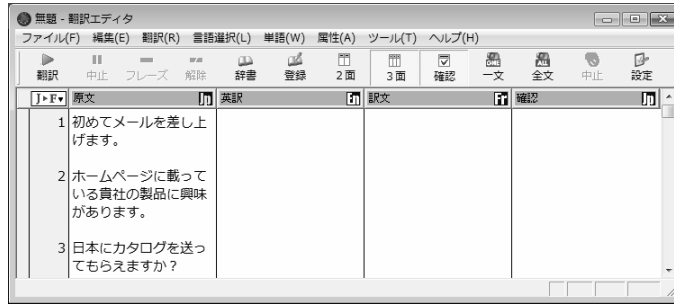 無題 - 翻訳エディタ
ファイル(F) 編集(E) 翻訳(R) 言語選択(L) 単語(W) 属性(A) ツール(T) ヘルプ(H)
翻訳 中止 フレーズ 解除 辞書 登録 2面 3面 確認 一文 全文 中止 設定
J▸F▾ 原文 英訳 訳文 確認
1 初めてメールを差し上
げます。
2 ホームページに載って
いる貴社の製品に興味
があります。
3 日本にカタログを送っ
てもらえますか？